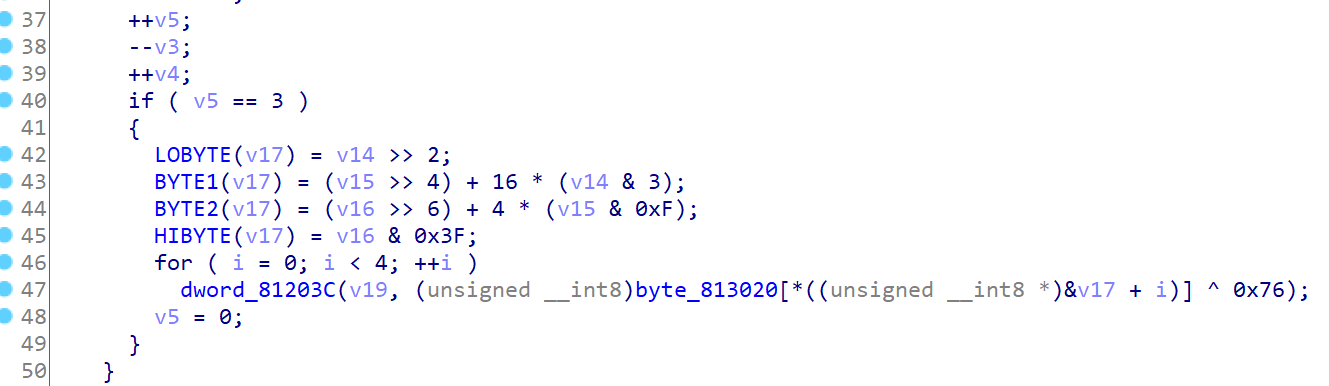 37 ++v5;
38 --v3;
39 ++v4;
40 if ( v5 == 3 )
41 {
42 LOBYTE(v17) = v14 >> 2;
43 BYTE1(v17) = (v15 >> 4) + 16 * (v14 & 3);
44 BYTE2(v17) = (v16 >> 6) + 4 * (v15 & 0xF);
45 HIBYTE(v17) = v16 & 0x3F;
46 for ( i = 0; i < 4; ++i )
47 dword_81203C(v19, (unsigned __int8)byte_813020[*((unsigned __int8 *)&v17 + i)] ^ 0x76);
48 v5 = 0;
49 }
50 }